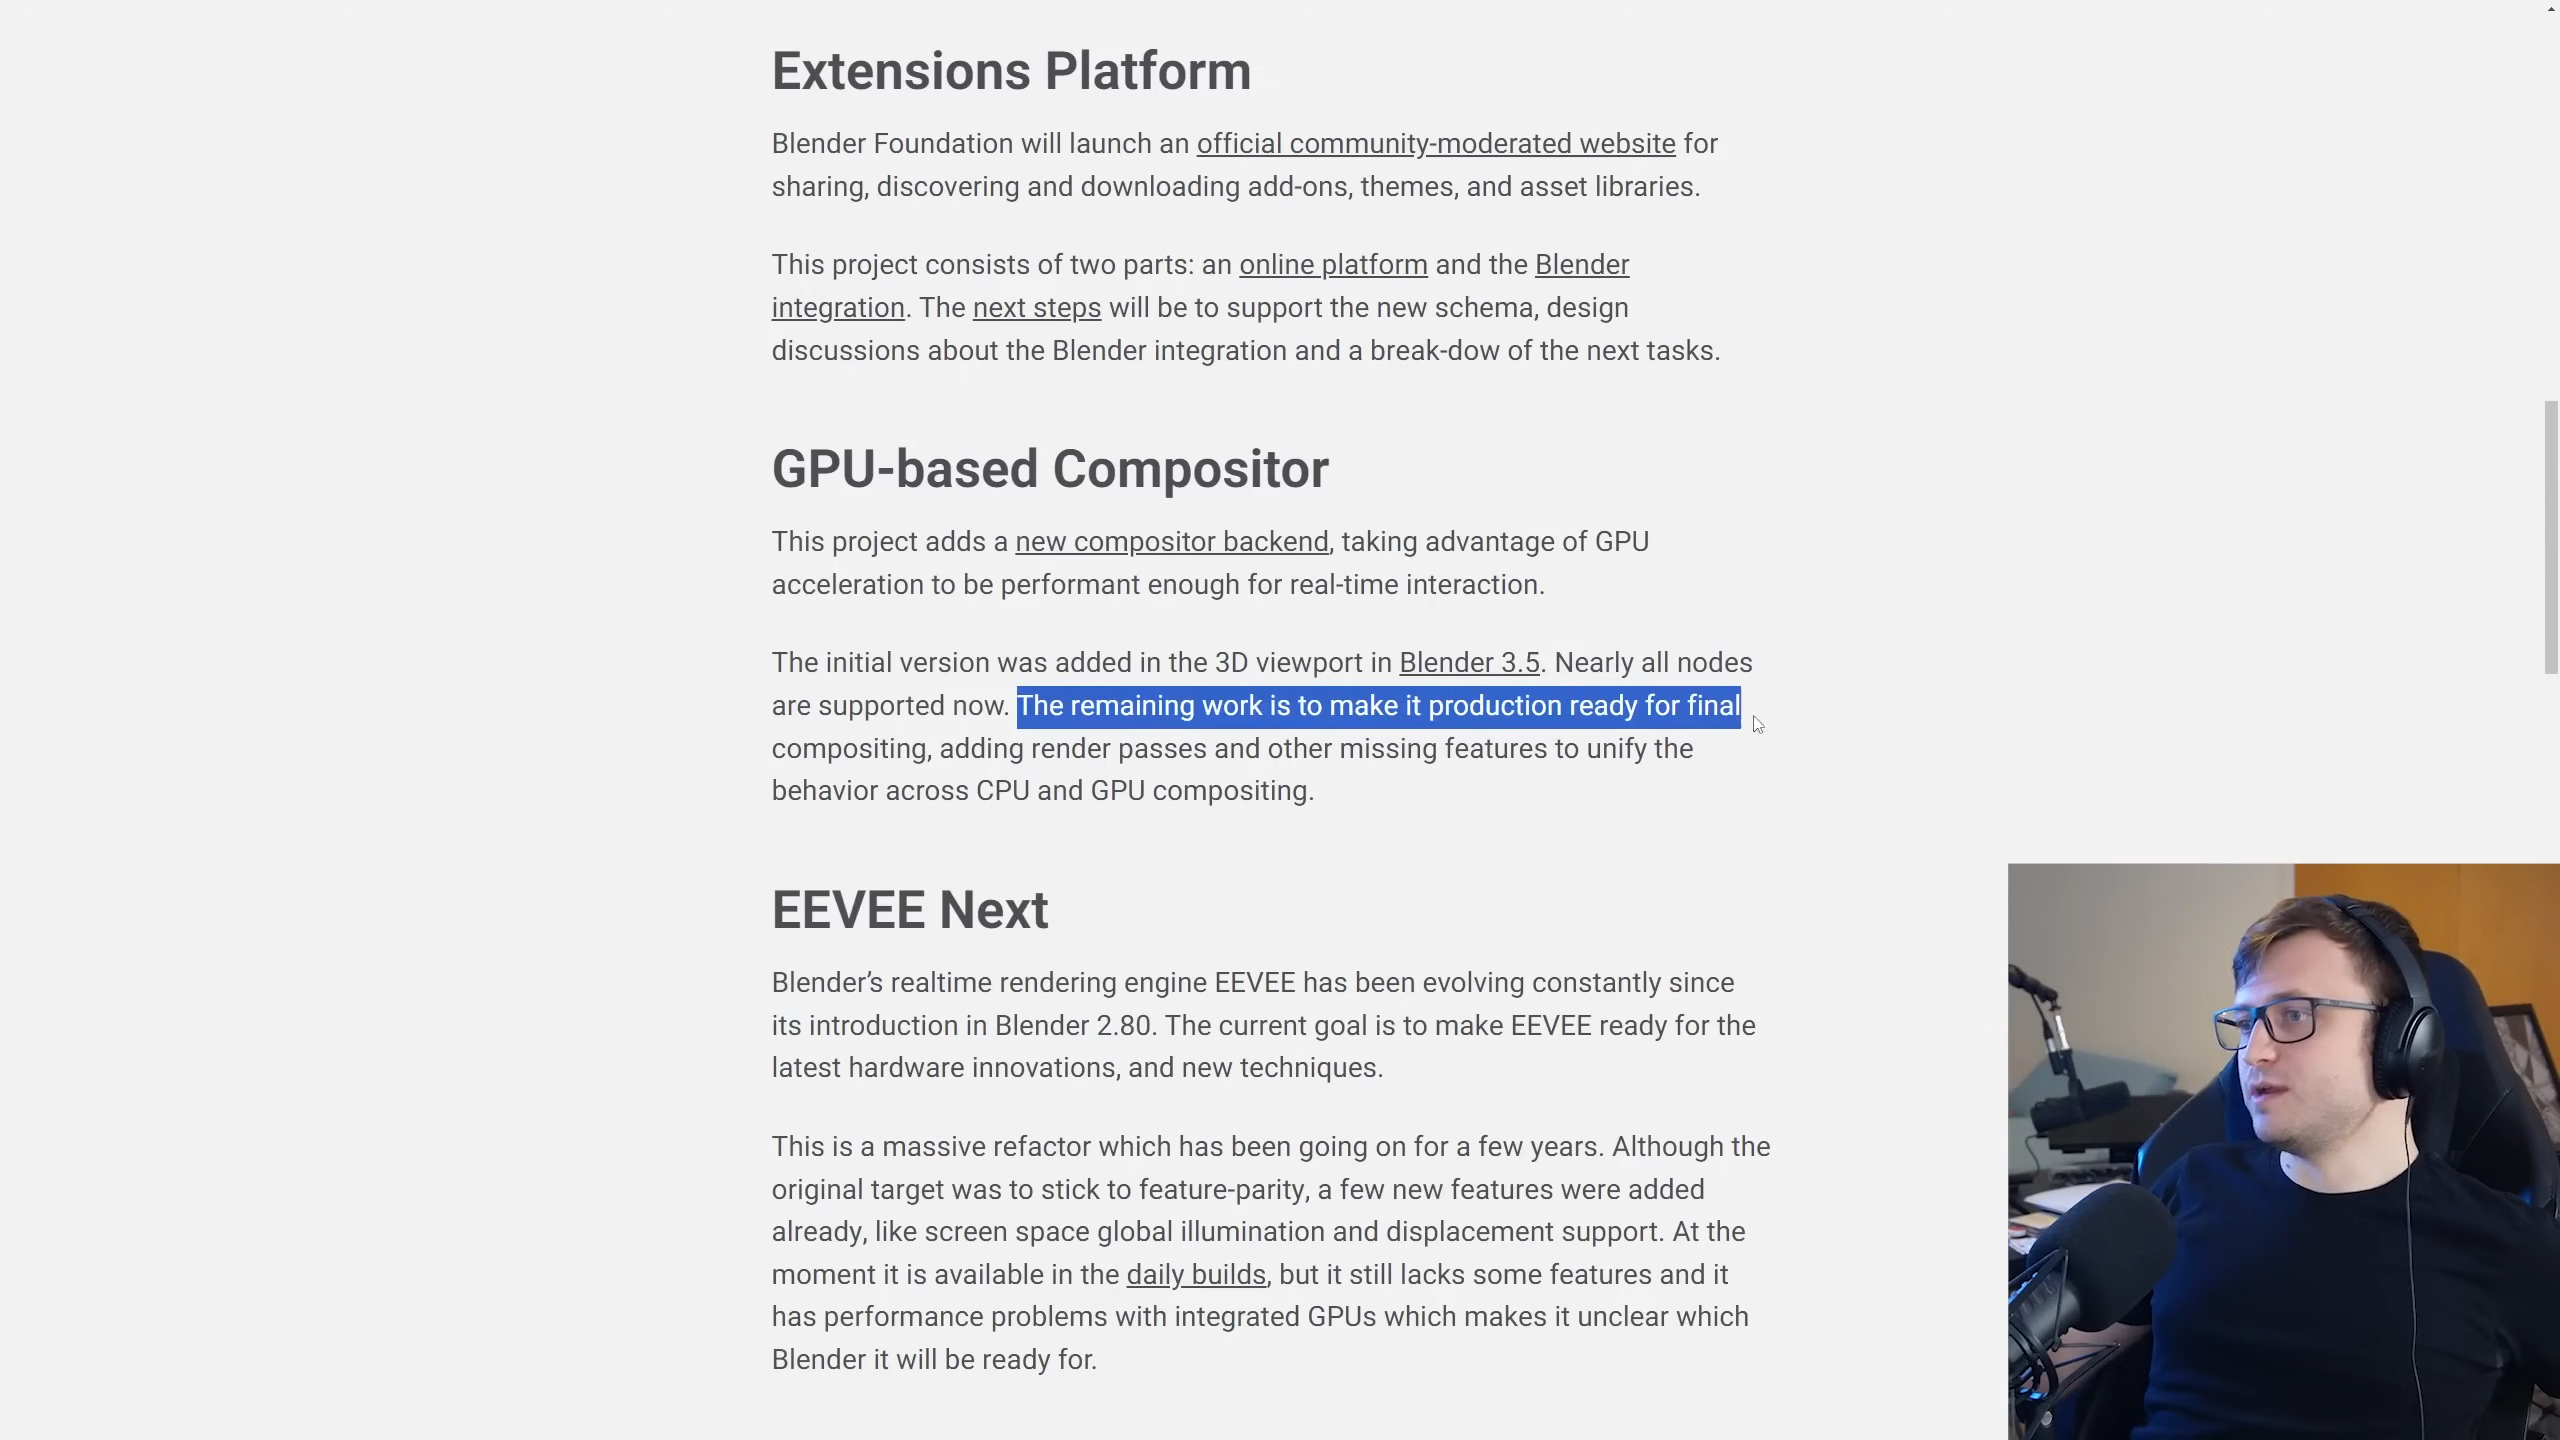 Extensions Platform
Blender Foundation will launch an official community-moderated website for
sharing, discovering and downloading add-ons, themes, and asset libraries.
This project consists of two parts: an online platform and the Blender
integration. The next steps will be to support the new schema, design
discussions about the Blender integration and a break-dow of the next tasks.
GPU-based Compositor
This project adds a new compositor backend, taking advantage of GPU
acceleration to be performant enough for real-time interaction.
The initial version was added in the 3D viewport in Blender 3.5. Nearly all nodes
are supported now. The remaining work is to make it production ready for final
compositing, adding render passes and other missing features to unify the
behavior across CPU and GPU compositing.
EEVEE Next
Blender’s realtime rendering engine EEVEE has been evolving constantly since
its introduction in Blender 2.80. The current goal is to make EEVEE ready for the
latest hardware innovations, and new techniques.
This is a massive refactor which has been going on for a few years. Although the
original target was to stick to feature-parity, a few new features were added
already, like screen space global illumination and displacement support. At the
moment it is available in the daily builds, but it still lacks some features and it
has performance problems with integrated GPUs which makes it unclear which
Blender it will be ready for.